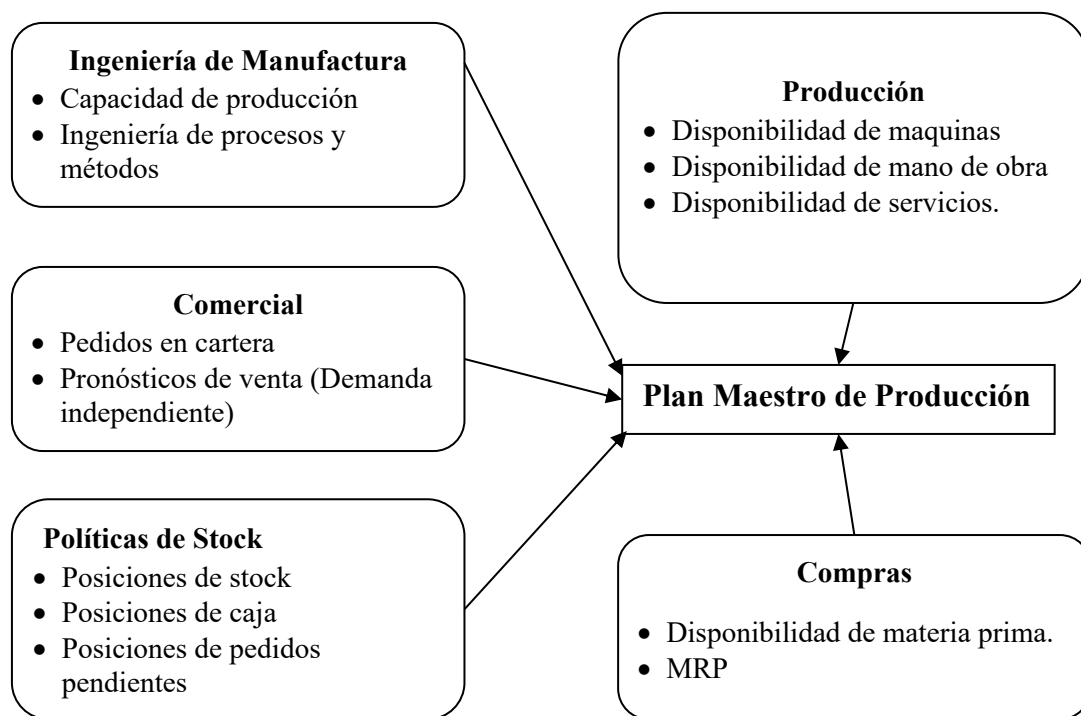 Ingeniería de Manufactura
• Capacidad de producción
• Ingeniería de procesos y
métodos
Producción
• Disponibilidad de maquinas
• Disponibilidad de mano de obra
• Disponibilidad de servicios.
Comercial
• Pedidos en cartera
• Pronósticos de venta (Demanda
independiente)
Plan Maestro de Producción
Políticas de Stock
• Posiciones de stock
• Posiciones de caja
• Posiciones de pedidos
pendientes
Compras
• Disponibilidad de materia prima.
• MRP